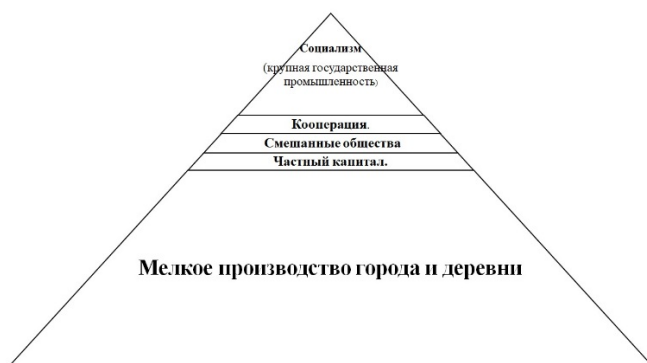 Социализм
(крупная государственная
промышленность)
Кооперация.
Смешанные общества
Частный капитал.
Мелкое производство города и деревни